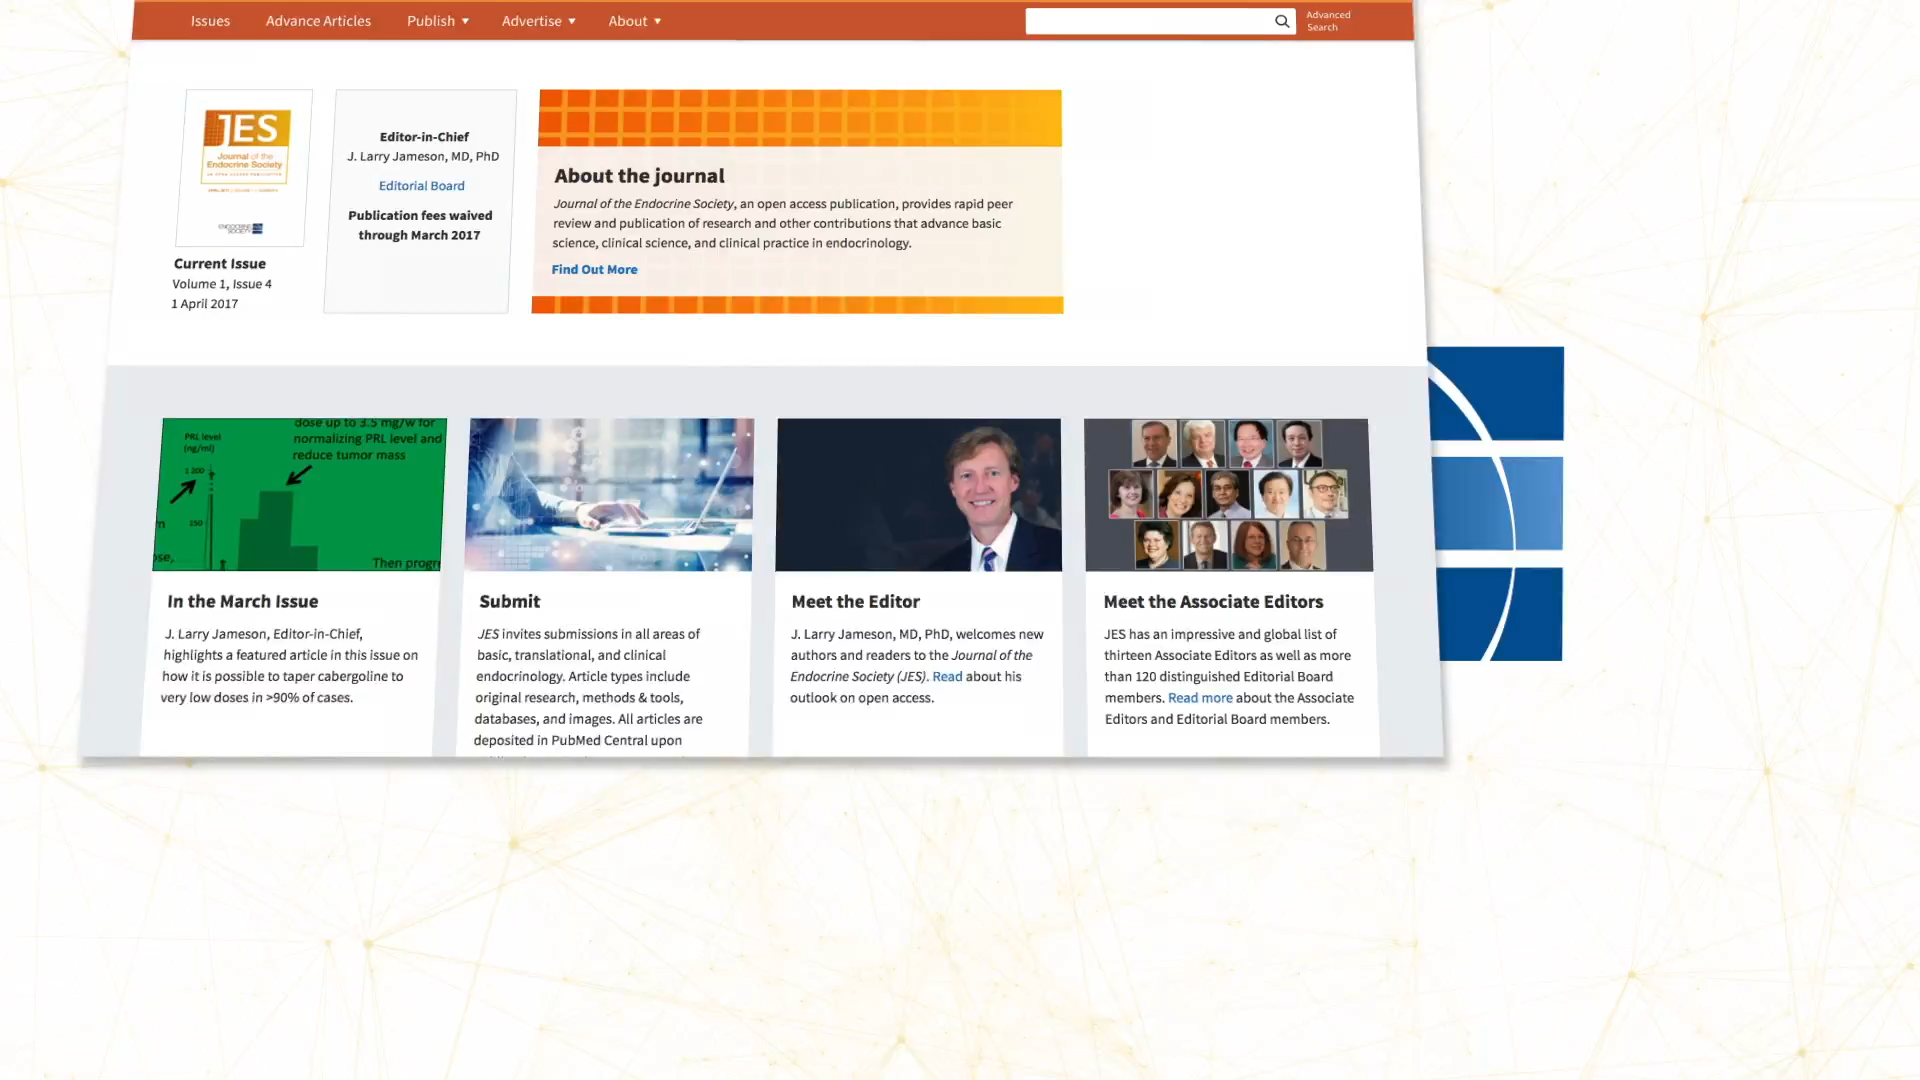 Issues Advance Articles Publish Advertise About
Advanced
Search
JES
Journal of the
Endocrine Society
ENDOCRINE
SOCIETY
Current Issue
Volume 1, Issue 4
1 April 2017
Editor-in-Chief
J. Larry Jameson, MD, PhD
Editorial Board
Publication fees waived
through March 2017
About the journal
Journal of the Endocrine Society, an open access publication, provides rapid peer
review and publication of research and other contributions that advance basic
science, clinical science, and clinical practice in endocrinology.
Find Out More
PRL level
(ng/ml)
1 200
250
dose up to 3.5 mg/w for
normalizing PRL level and
reduce tumor mass
Then progr
In the March Issue
J. Larry Jameson, Editor-in-Chief,
highlights a featured article in this issue on
how it is possible to taper cabergoline to
very low doses in >90% of cases.
Submit
JES invites submissions in all areas of
basic, translational, and clinical
endocrinology. Article types include
original research, methods & tools,
databases, and images. All articles are
deposited in PubMed Central upon
Meet the Editor
J. Larry Jameson, MD, PhD, welcomes new
authors and readers to the Journal of the
Endocrine Society (JES). Read about his
outlook on open access.
Meet the Associate Editors
JES has an impressive and global list of
thirteen Associate Editors as well as more
than 120 distinguished Editorial Board
members. Read more about the Associate
Editors and Editorial Board members.